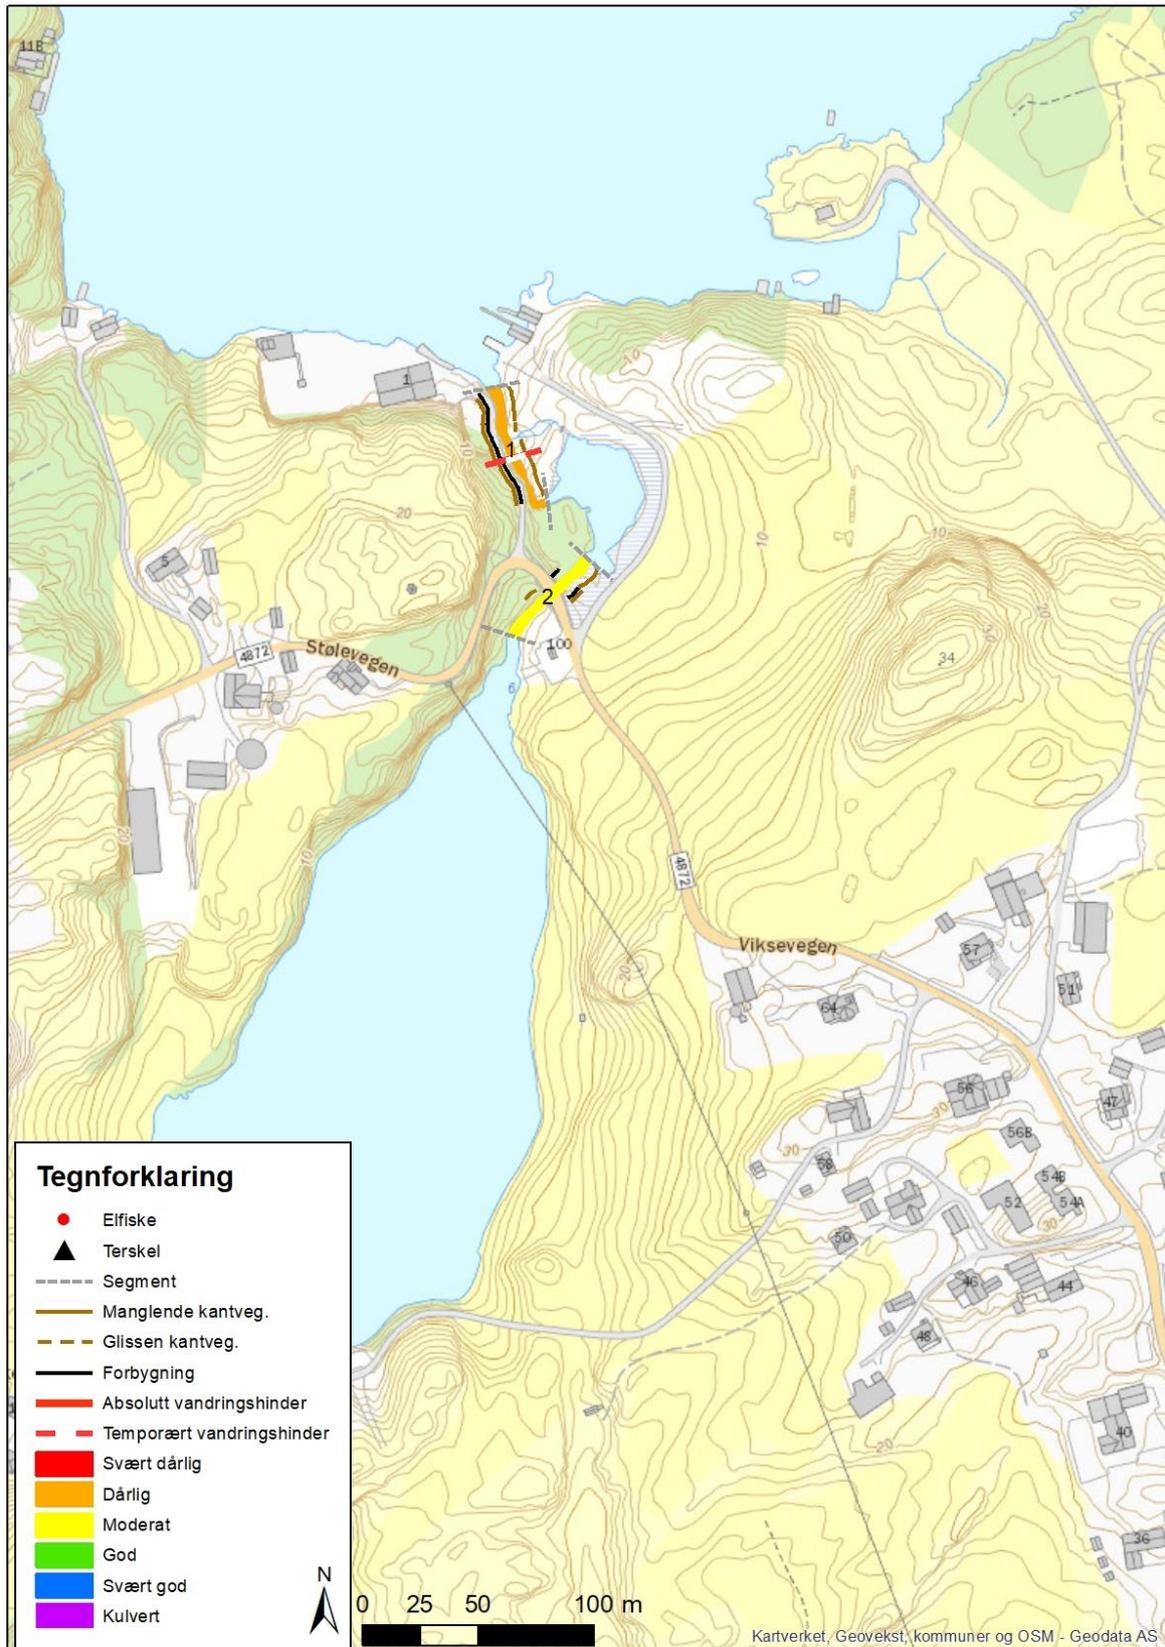 11B
1
10
10
1
20
10
10
5
2
20
30
100
34
4872
Stølevegen
6
4872
20
10
Viksevegen
57
20
51
64
56
47
30
56B
30
58
54B
52
54A
30
50
46
44
48
40
20
36
Tegnforklaring
Elfiske
Terskel
Segment
Manglende kantveg.
Glissen kantveg.
Forbygning
Absolutt vandringshinder
Temporært vandringshinder
Svært dårlig
Dårlig
Moderat
God
Svært god
Kulvert
N
0 25 50 100 m
Kartverket, Geovekst, kommuner og OSM - Geodata AS